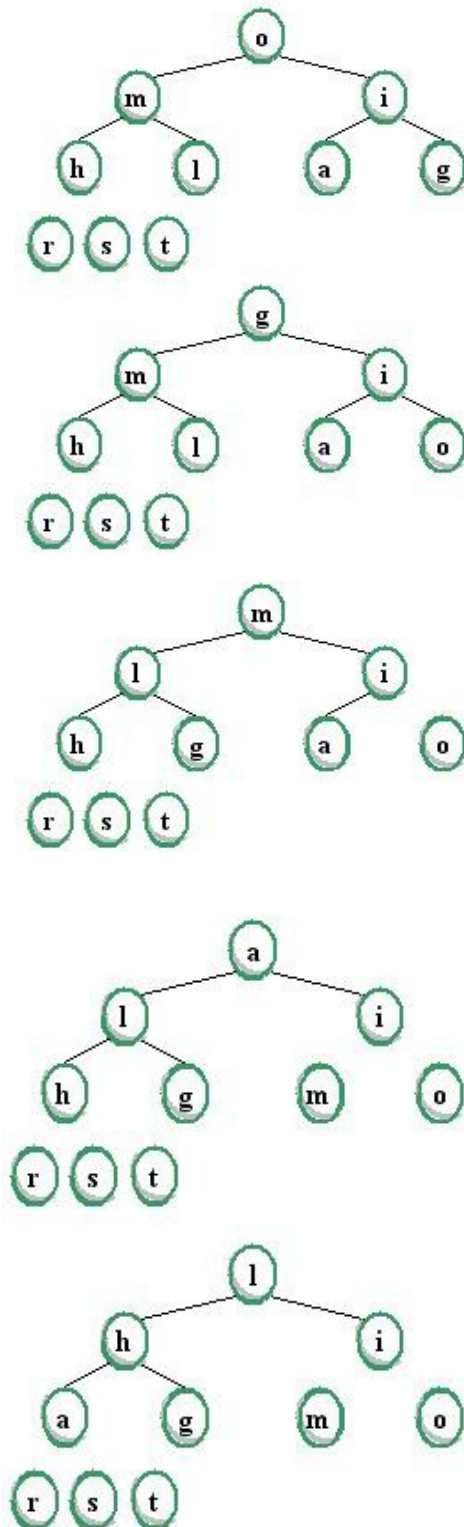 o
m i
h l a g
r s t
g
m i
h l a o
r s t
m
l i
h g a o
r s t
a
l i
h g m o
r s t
l
h i
a g m o
r s t